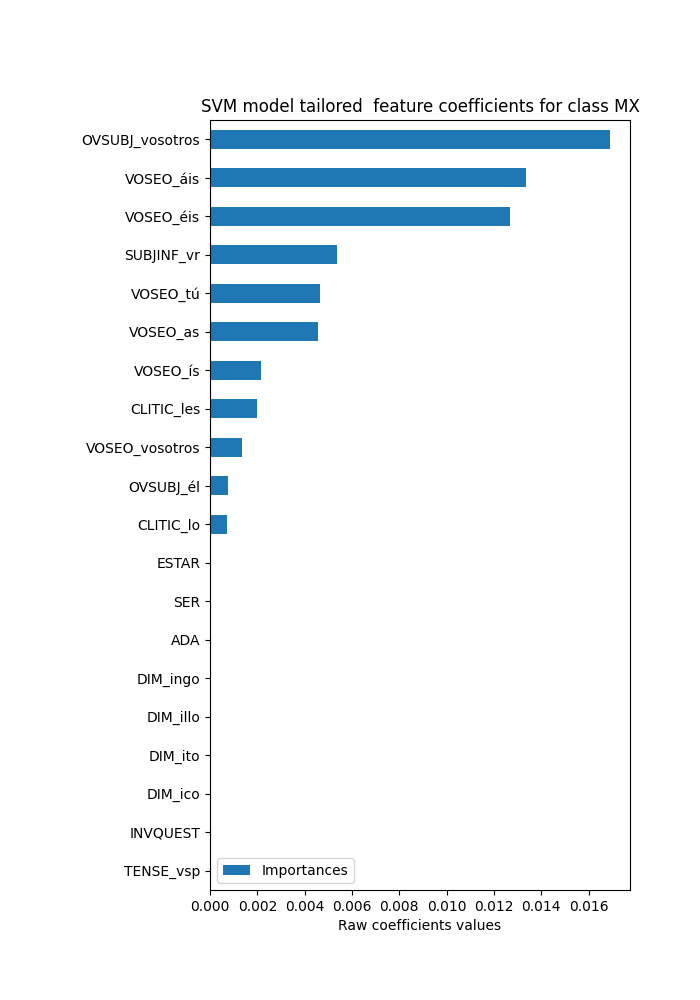 SVM model tailored  feature coefficients for class MX
OVSUBJ_vosotros
VOSEO_áis
VOSEO_éis
SUBJINF_vr
VOSEO_tú
VOSEO_as
VOSEO_ís
CLITIC_les
VOSEO_vosotros
OVSUBJ_él
CLITIC_lo
ESTAR
SER
ADA
DIM_ingo
DIM_illo
DIM_ito
DIM_ico
INVQUEST
TENSE_vsp
Importances
0.000 0.002 0.004 0.006 0.008 0.010 0.012 0.014 0.016
Raw coefficients values